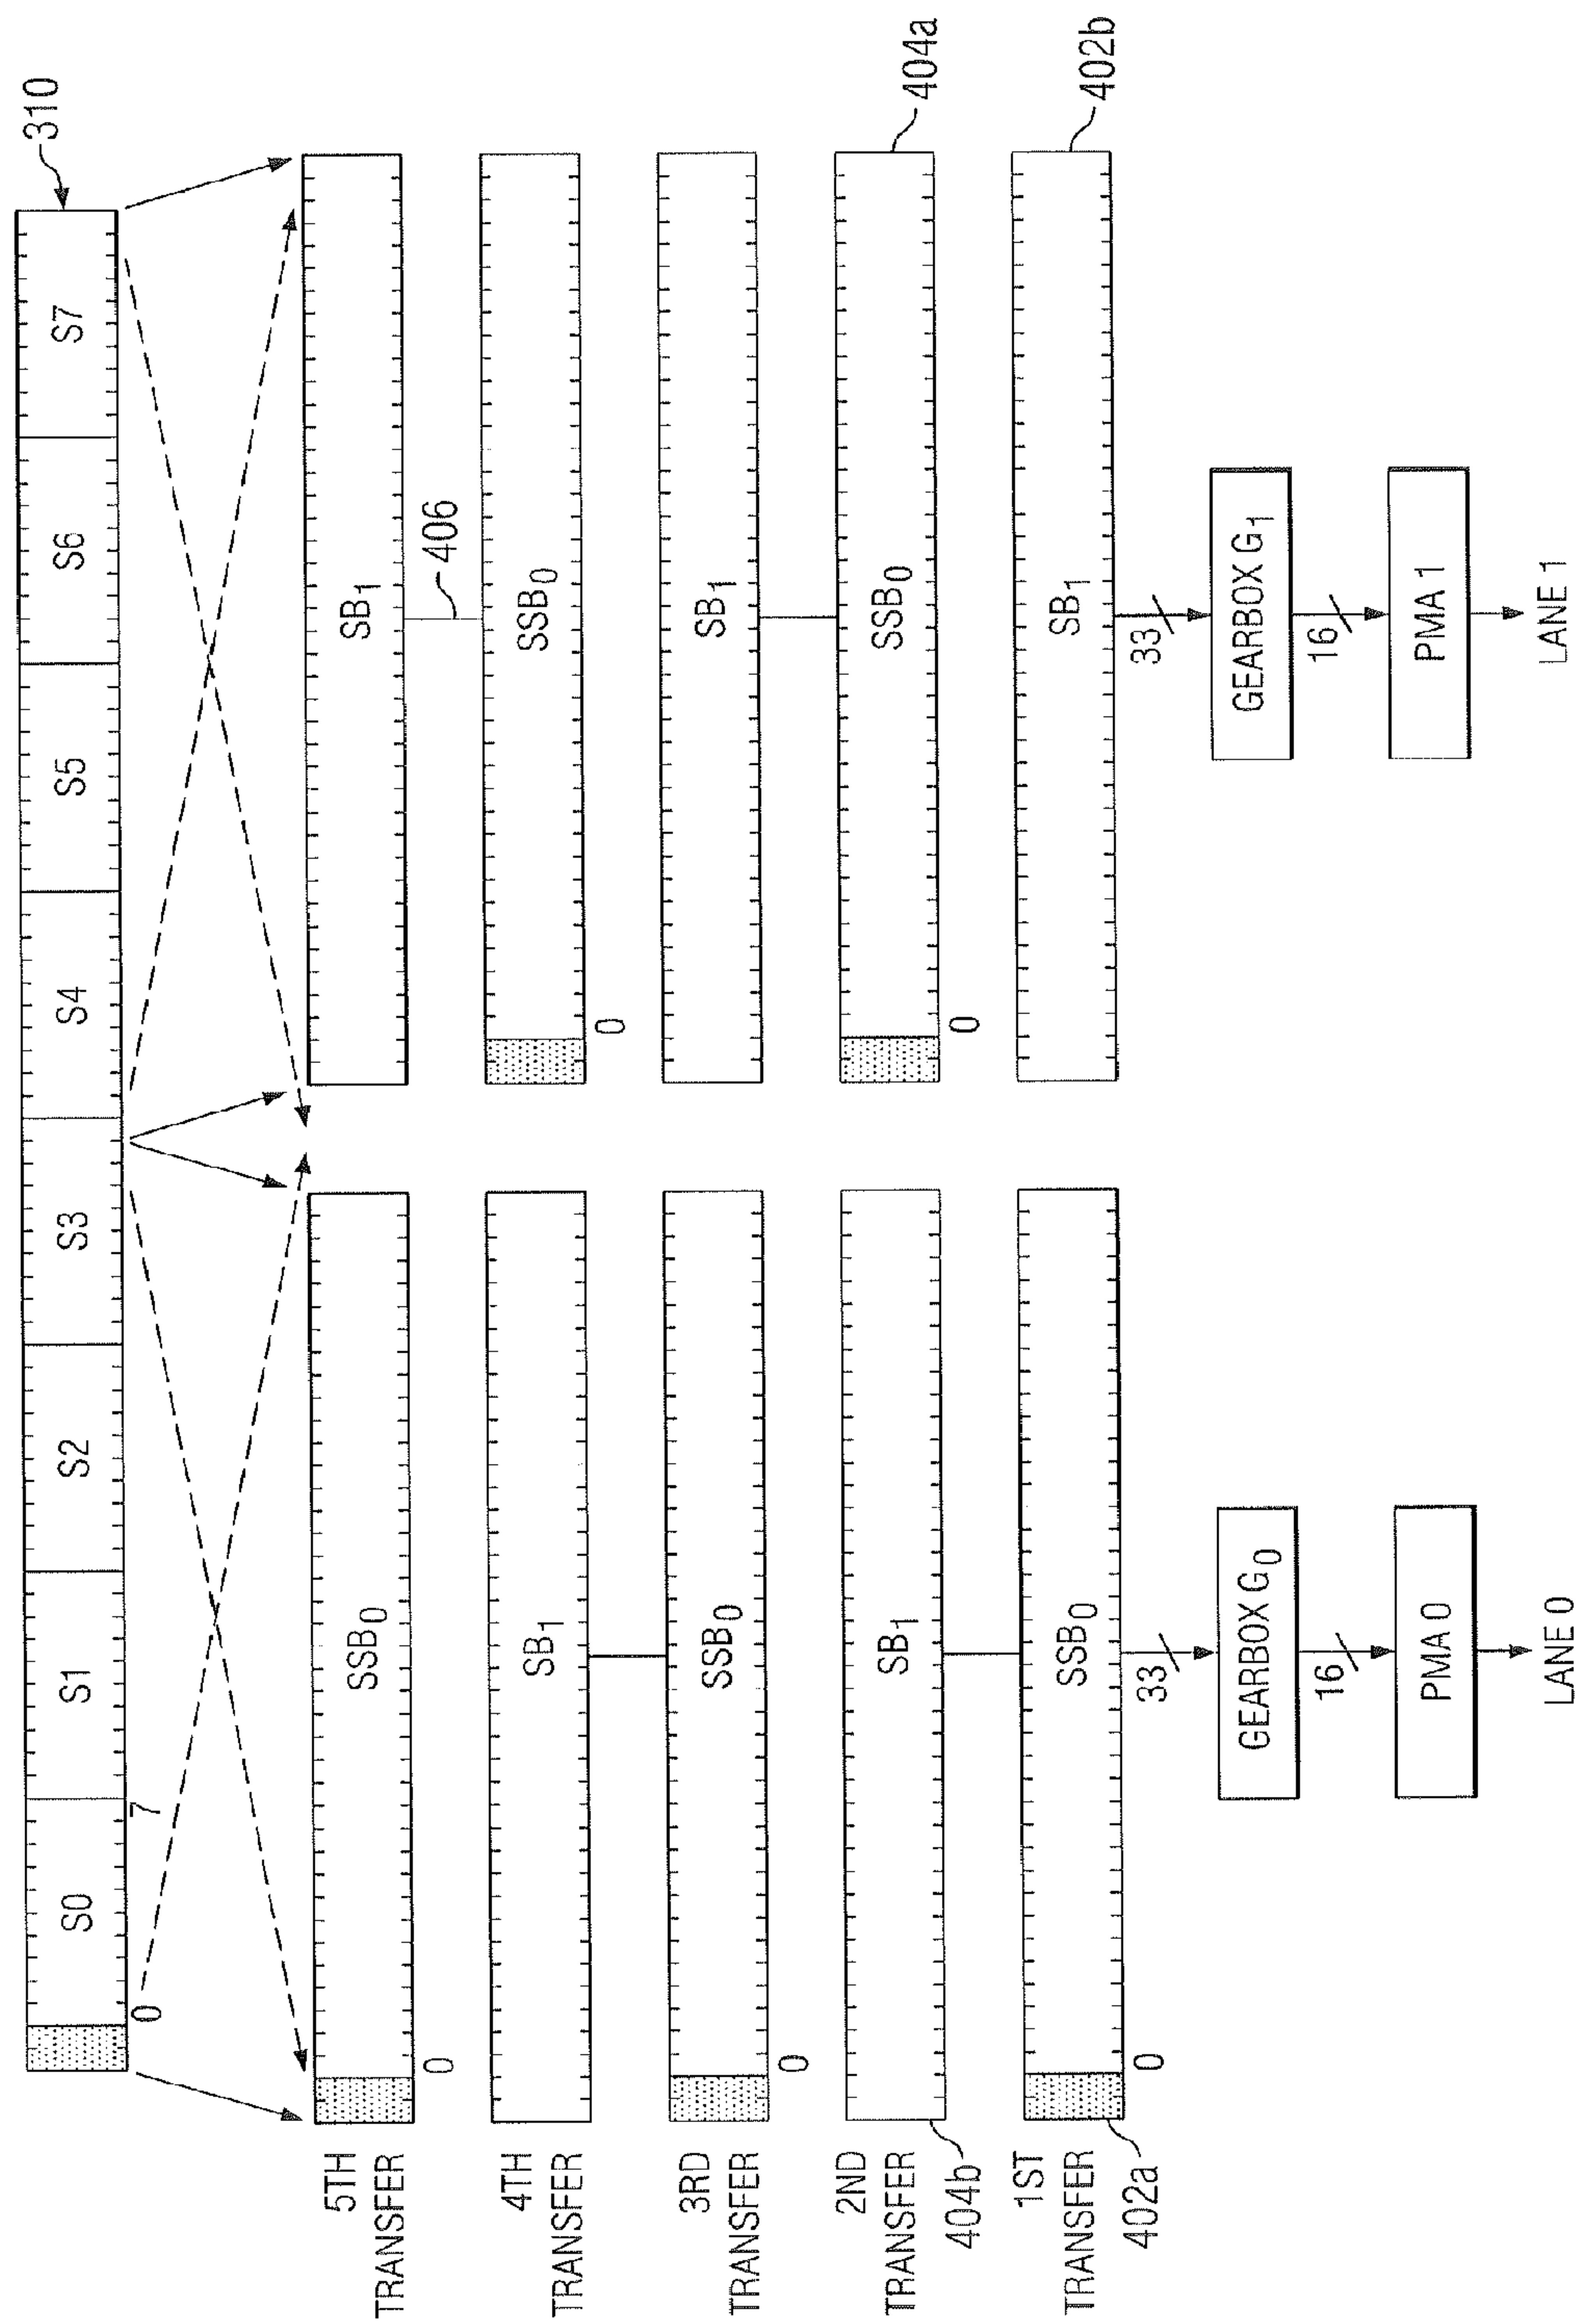 310
S0
S1
S2
S3
S4
S5
S6
S7
0
7
5TH
TRANSFER
SSB0
SB1
0
406
4TH
TRANSFER
SB1
SSB0
0
3RD
TRANSFER
SSB0
SB1
0
2ND
TRANSFER
SB1
SSB0
404a
404b
0
1ST
TRANSFER
SSB0
SB1
402b
402a
0
33
33
GEARBOX G0
GEARBOX G1
16
16
PMA 0
PMA 1
LANE 0
LANE 1